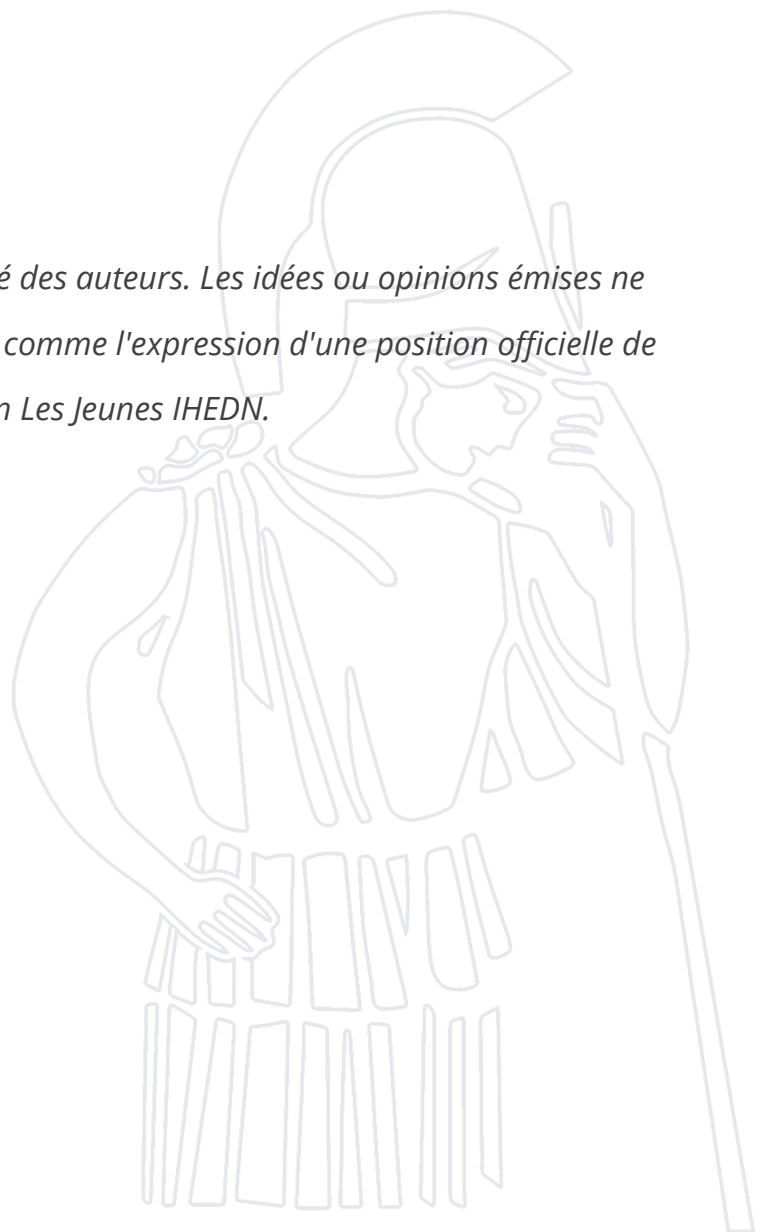 é des auteurs. Les idées ou opinions émises ne
comme l'expression d'une position officielle de
n Les Jeunes IHEDN.